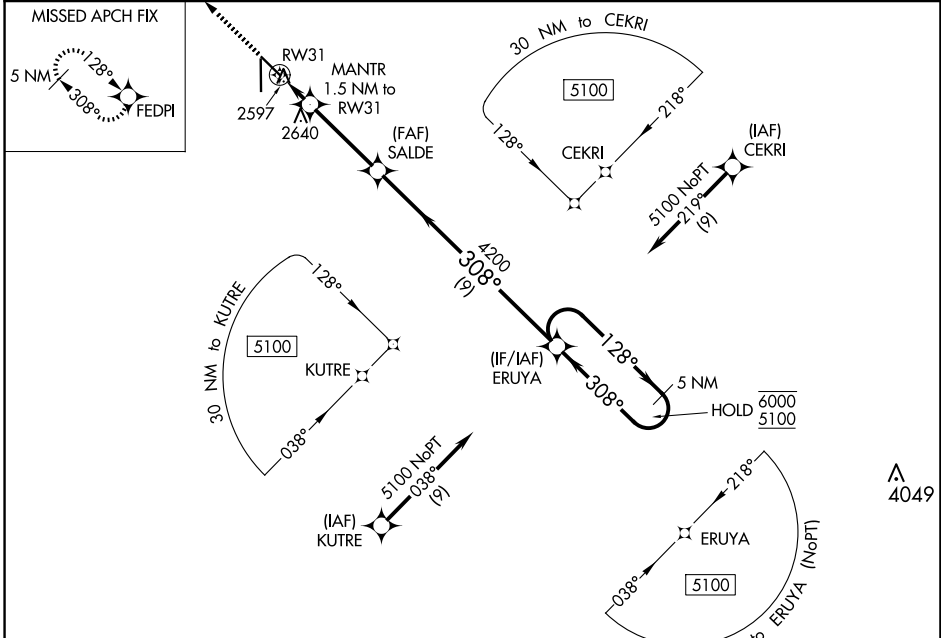 MISSED APCH FIX
5 NM
128°
308°
FEDPI
RW31
2597
MANTR
1.5 NM to
RW31
2640
(FAF)
SALDE
30 NM to CEKRI
5100
128°
218°
CEKRI
(IAF)
CEKRI
5100 NoPT
219°
(9)
4200
308°
(9)
30 NM to KUTRE
128°
5100
KUTRE
038°
(IF/IAF)
ERUYA
128°
308°
5 NM
HOLD
6000
5100
5100 NoPT
038°
(9)
(IAF)
KUTRE
4049
218°
ERUYA
038°
5100
to ERUYA (NoPT)